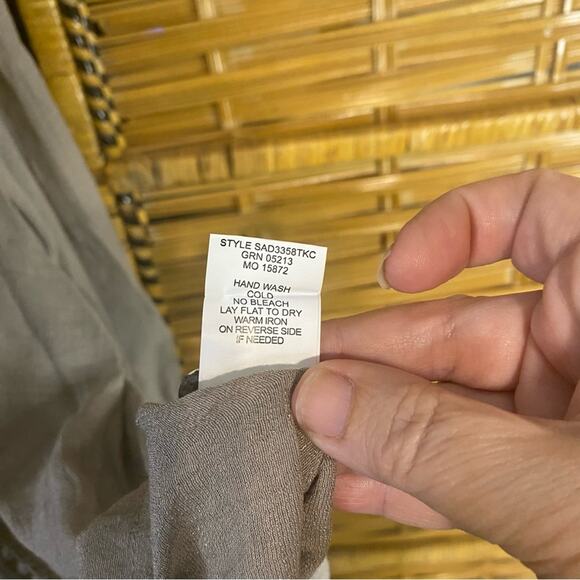 STYLE SAD3358TKC
GRN 05213
MO 15872
HAND WASH
COLD
NO BLEACH
LAY FLAT TO DRY
WARM IRON
ON REVERSE SIDE
IF NEEDED